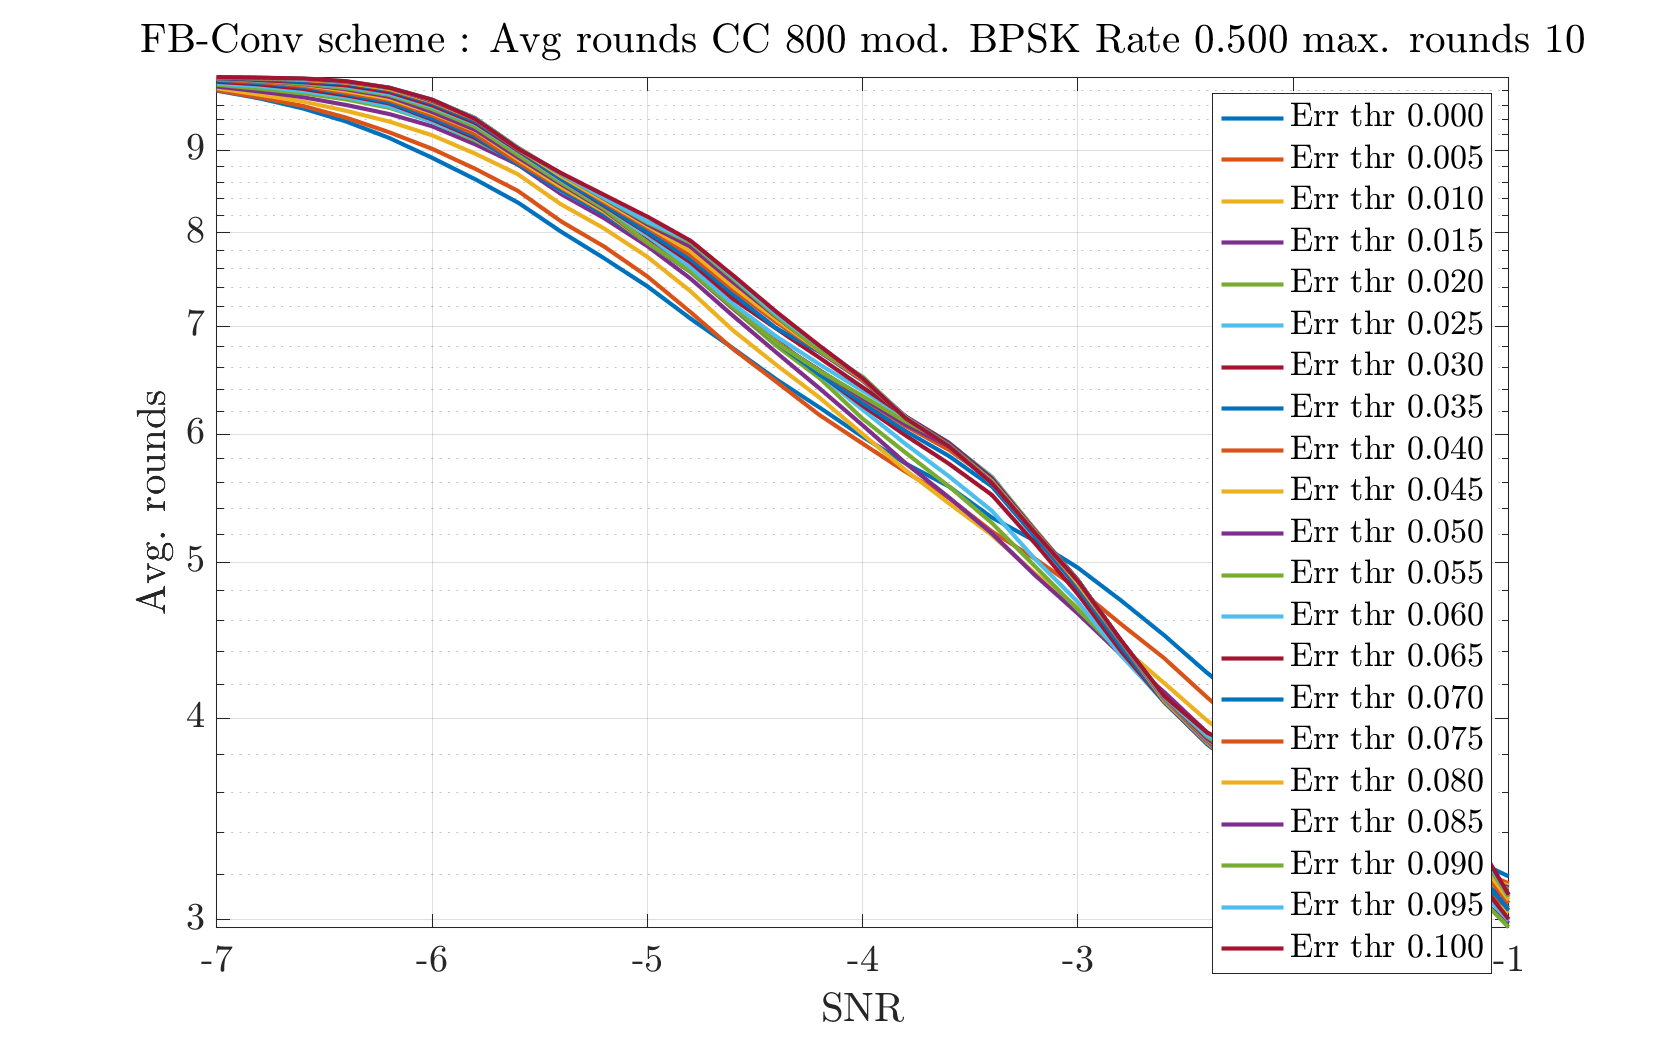 FB-Conv scheme : Avg rounds CC 800 mod. BPSK Rate 0.500 max. rounds 10
Avg. rounds
9
8
7
6
5
4
3
-7
-6
-5
-4
-3
-1
SNR
Err thr 0.000
Err thr 0.005
Err thr 0.010
Err thr 0.015
Err thr 0.020
Err thr 0.025
Err thr 0.030
Err thr 0.035
Err thr 0.040
Err thr 0.045
Err thr 0.050
Err thr 0.055
Err thr 0.060
Err thr 0.065
Err thr 0.070
Err thr 0.075
Err thr 0.080
Err thr 0.085
Err thr 0.090
Err thr 0.095
Err thr 0.100